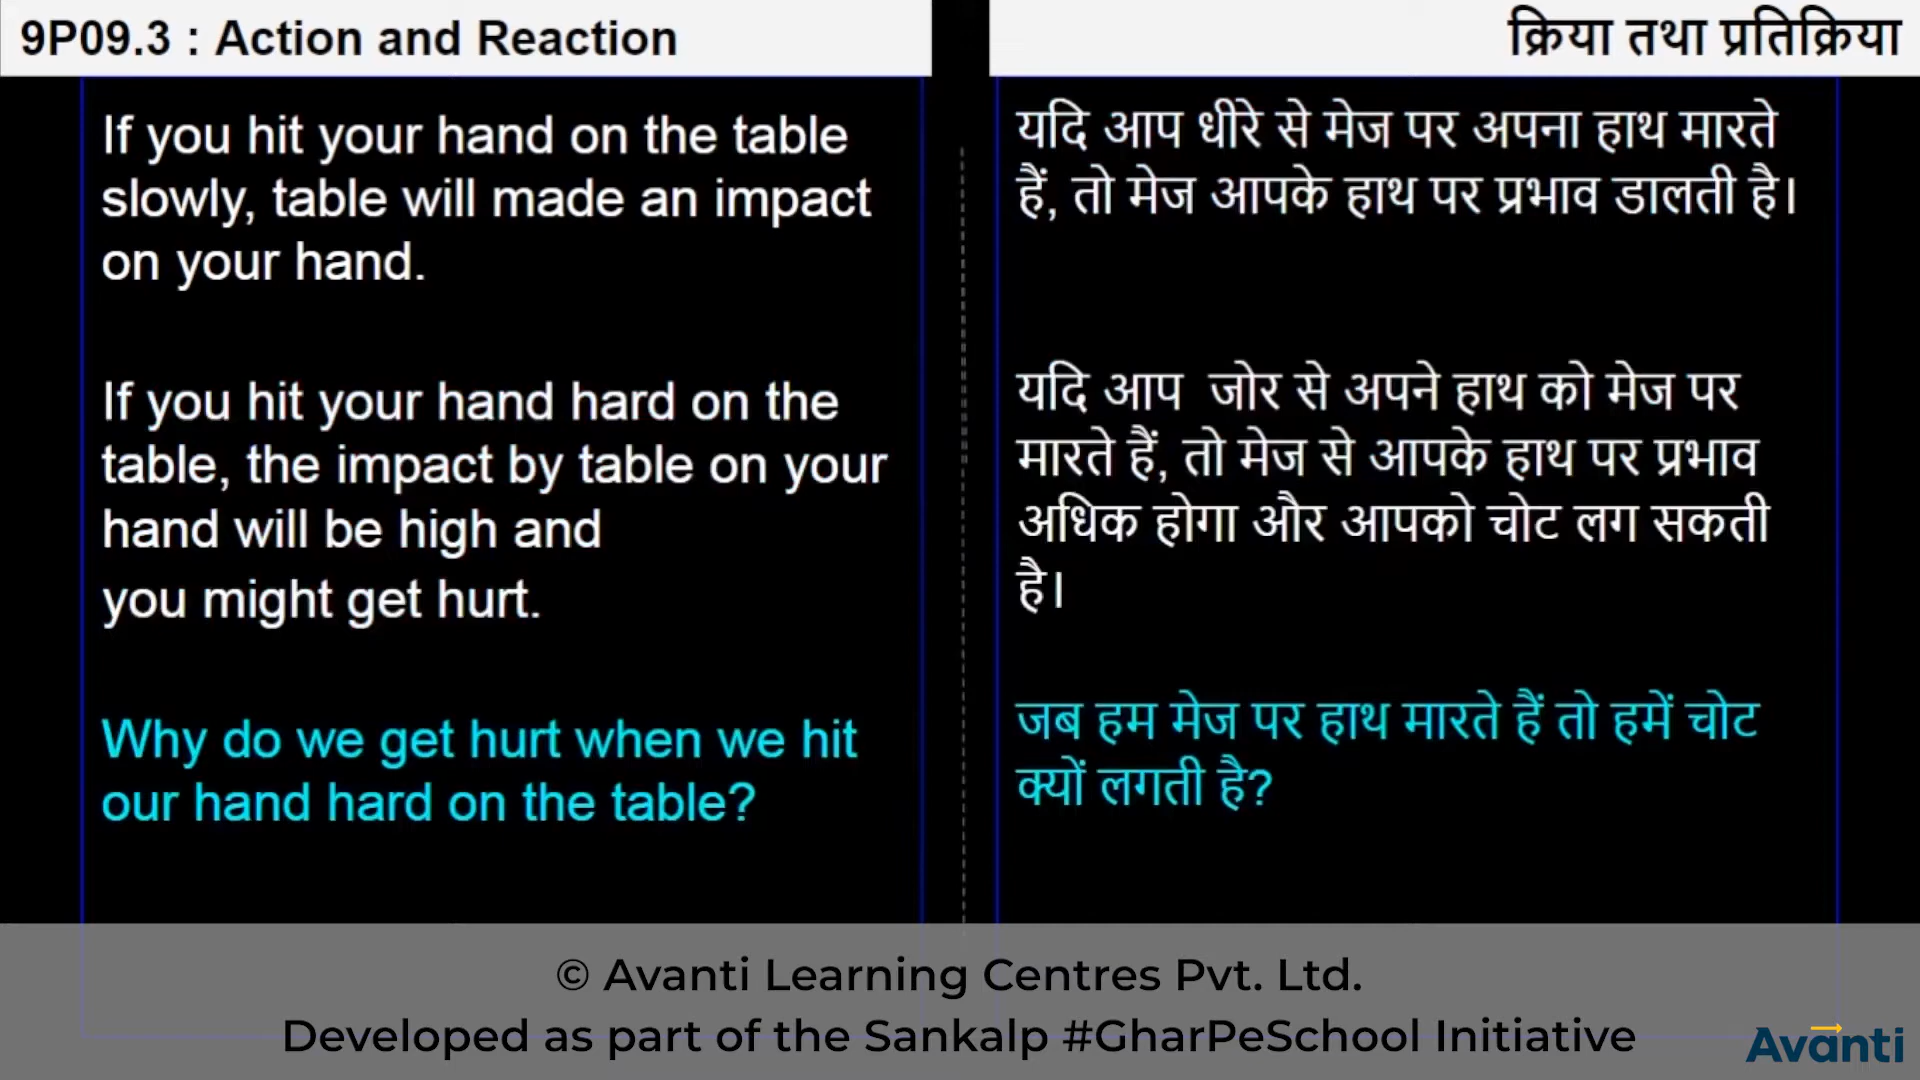 9P09.3 : Action and Reaction
क्रिया तथा प्रतिक्रिया
If you hit your hand on the table
slowly, table will made an impact
on your hand.
If you hit your hand hard on the
table, the impact by table on your
hand will be high and
you might get hurt.
Why do we get hurt when we hit
our hand hard on the table?
यदि आप धीरे से मेज पर अपना हाथ मारते
हैं, तो मेज आपके हाथ पर प्रभाव डालती है।
यदि आप जोर से अपने हाथ को मेज पर
मारते हैं, तो मेज से आपके हाथ पर प्रभाव
अधिक होगा और आपको चोट लग सकती
है।
जब हम मेज पर हाथ मारते हैं तो हमें चोट
क्यों लगती है?
© Avanti Learning Centres Pvt. Ltd.
Developed as part of the Sankalp #GharPeSchool Initiative
Avanti